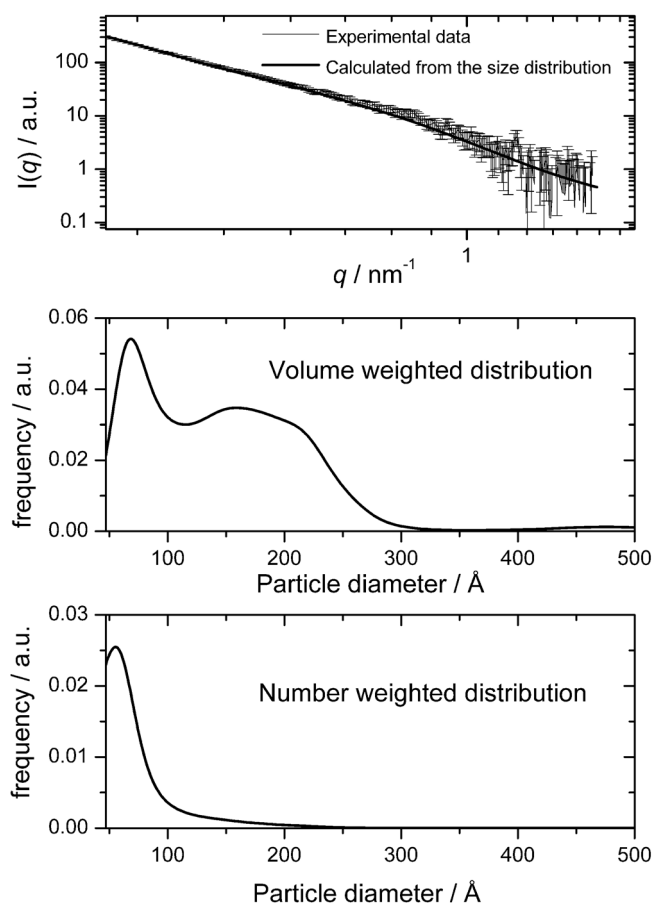 I(q) / a.u.
100
10
1
0.1
Experimental data
Calculated from the size distribution
1
q / nm⁻¹
frequency / a.u.
0.06
0.04
0.02
0.00
Volume weighted distribution
100 200 300 400 500
Particle diameter / Å
frequency / a.u.
0.03
0.02
0.01
0.00
Number weighted distribution
100 200 300 400 500
Particle diameter / Å